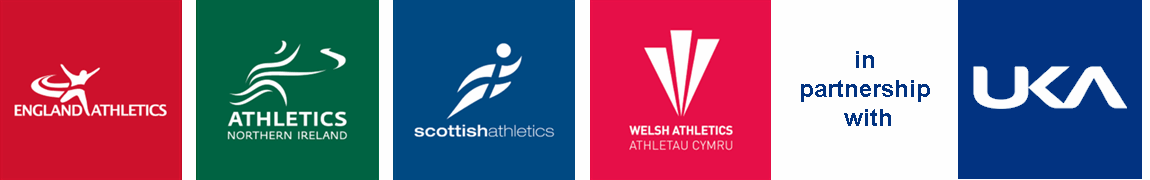 ENGLAND ATHLETICS
ATHLETICS
NORTHERN IRELAND
scottishathletics
WELSH ATHLETICS
ATHLETAU CYMRU
in
partnership
with
UKA